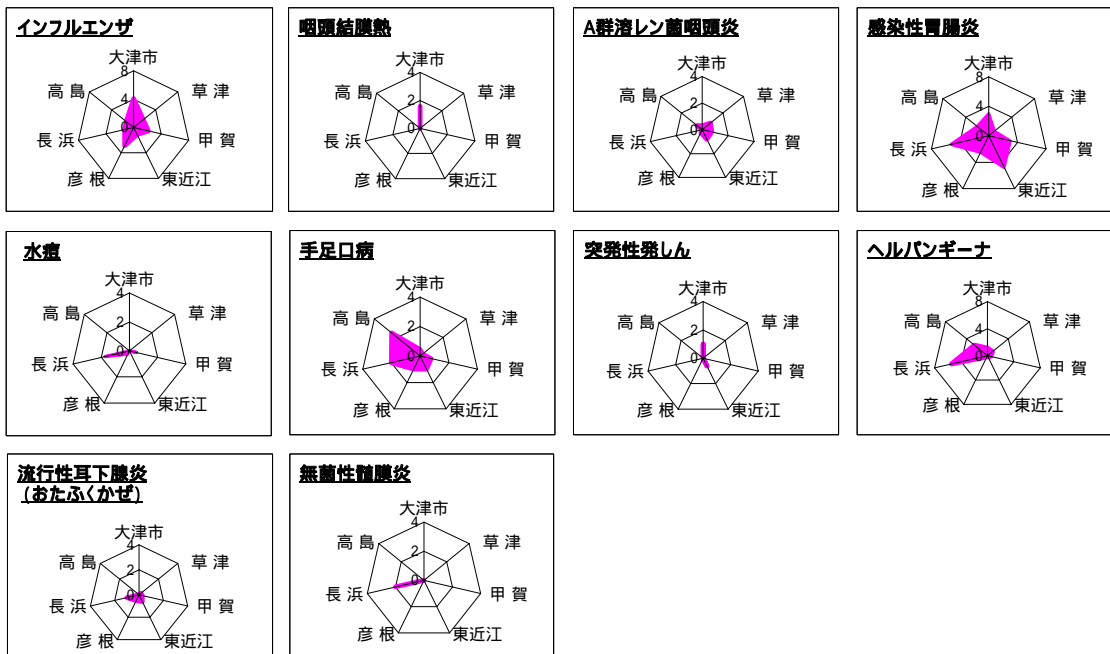 インフルエンザ
大津市
8
4
0
草 津
甲 賀
東近江
彦 根
長 浜
高 島
咽頭結膜熱
大津市
4
2
0
草 津
甲 賀
東近江
彦 根
長 浜
高 島
A群溶レン菌咽頭炎
大津市
4
2
0
草 津
甲 賀
東近江
彦 根
長 浜
高 島
感染性胃腸炎
大津市
8
4
0
草 津
甲 賀
東近江
彦 根
長 浜
高 島
水痘
大津市
4
2
0
草 津
甲 賀
東近江
彦 根
長 浜
高 島
手足口病
大津市
4
2
0
草 津
甲 賀
東近江
彦 根
長 浜
高 島
突発性発しん
大津市
4
2
0
草 津
甲 賀
東近江
彦 根
長 浜
高 島
ヘルパンギーナ
大津市
8
4
0
草 津
甲 賀
東近江
彦 根
長 浜
高 島
流行性耳下腺炎
(おたふくかぜ)
大津市
4
2
0
草 津
甲 賀
東近江
彦 根
長 浜
高 島
無菌性髄膜炎
大津市
4
2
0
草 津
甲 賀
東近江
彦 根
長 浜
高 島